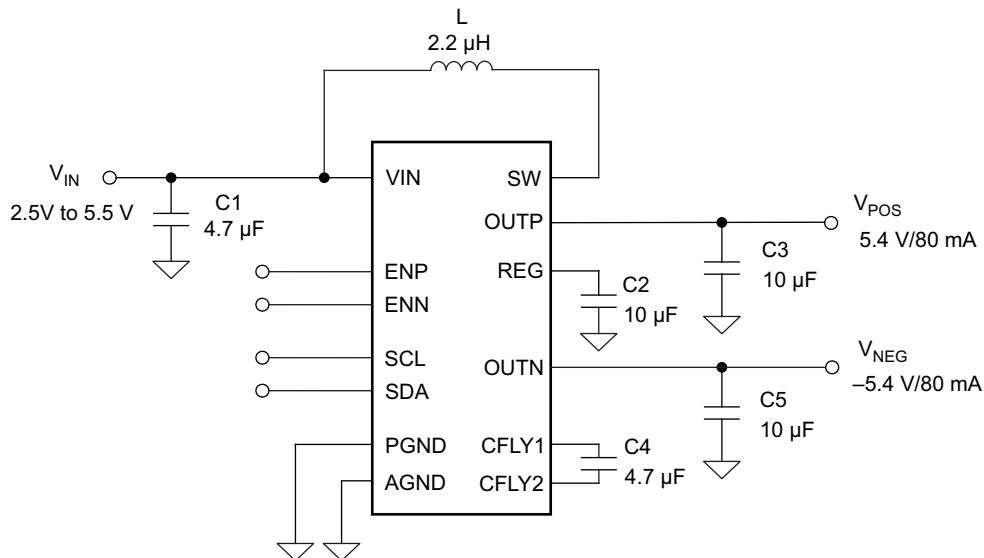 L
2.2 µH
V_IN
2.5V to 5.5 V
C1
4.7 µF
VIN
SW
OUTP
V_POS
5.4 V/80 mA
C3
10 µF
ENP
ENN
REG
C2
10 µF
SCL
SDA
OUTN
V_NEG
–5.4 V/80 mA
C5
10 µF
PGND
AGND
CFLY1
CFLY2
C4
4.7 µF